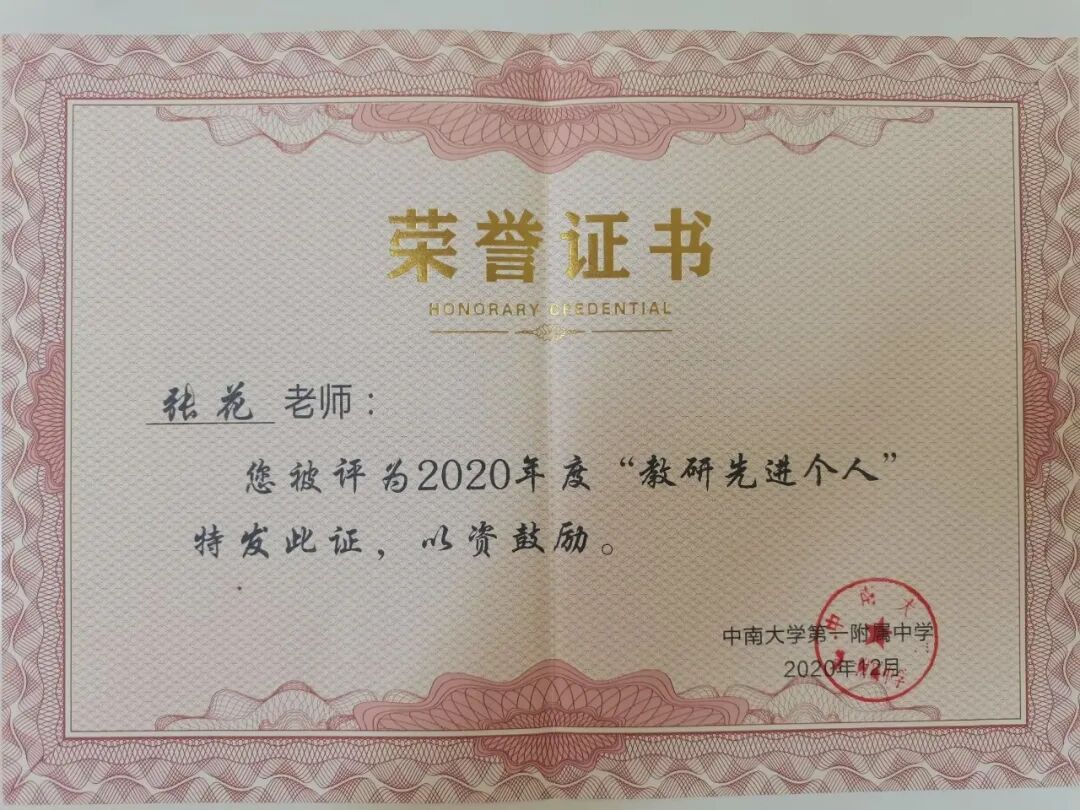 荣誉证书
HONORARY CREDENTIAL
张花 老师：
您被评为2020年度“教研先进个人”
特发此证，以资鼓励。
中南大学第一附属中学
2020年12月